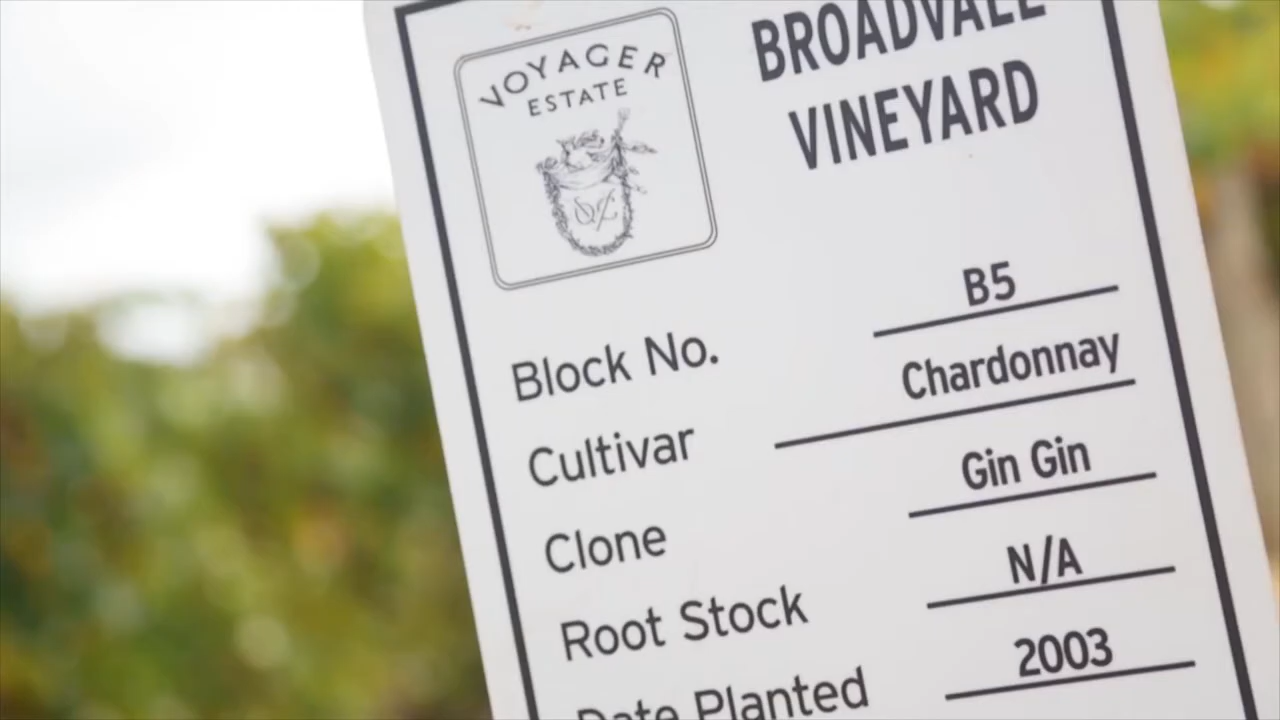 VOYAGER
ESTATE
BROADVALE
VINEYARD
Block No. B5
Cultivar Chardonnay
Clone Gin Gin
Root Stock N/A
Date Planted 2003